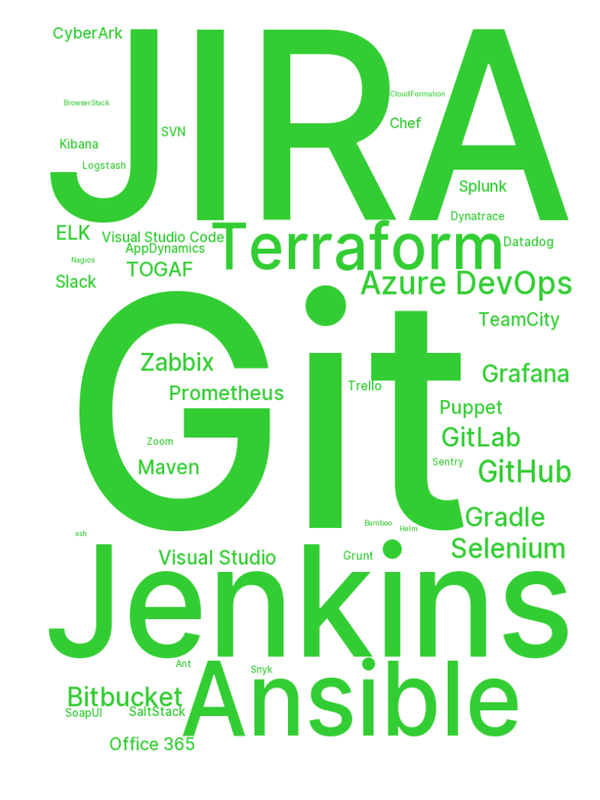 CyberArk
JIRA
BrowserStack
CloudFormation
Chef
SVN
Kibana
Logstash
Splunk
Dynatrace
ELK
Visual Studio Code
Terraform
Datadog
AppDynamics
Nagios
TOGAF
Slack
Azure DevOps
Git
TeamCity
Zabbix
Grafana
Trello
Prometheus
Puppet
GitLab
Zoom
Sentry
Maven
GitHub
Gradle
Bamboo
Helm
ssh
Selenium
Visual Studio
Grunt
Jenkins
Ant
Snyk
Ansible
Bitbucket
SoapUI
SaltStack
Office 365